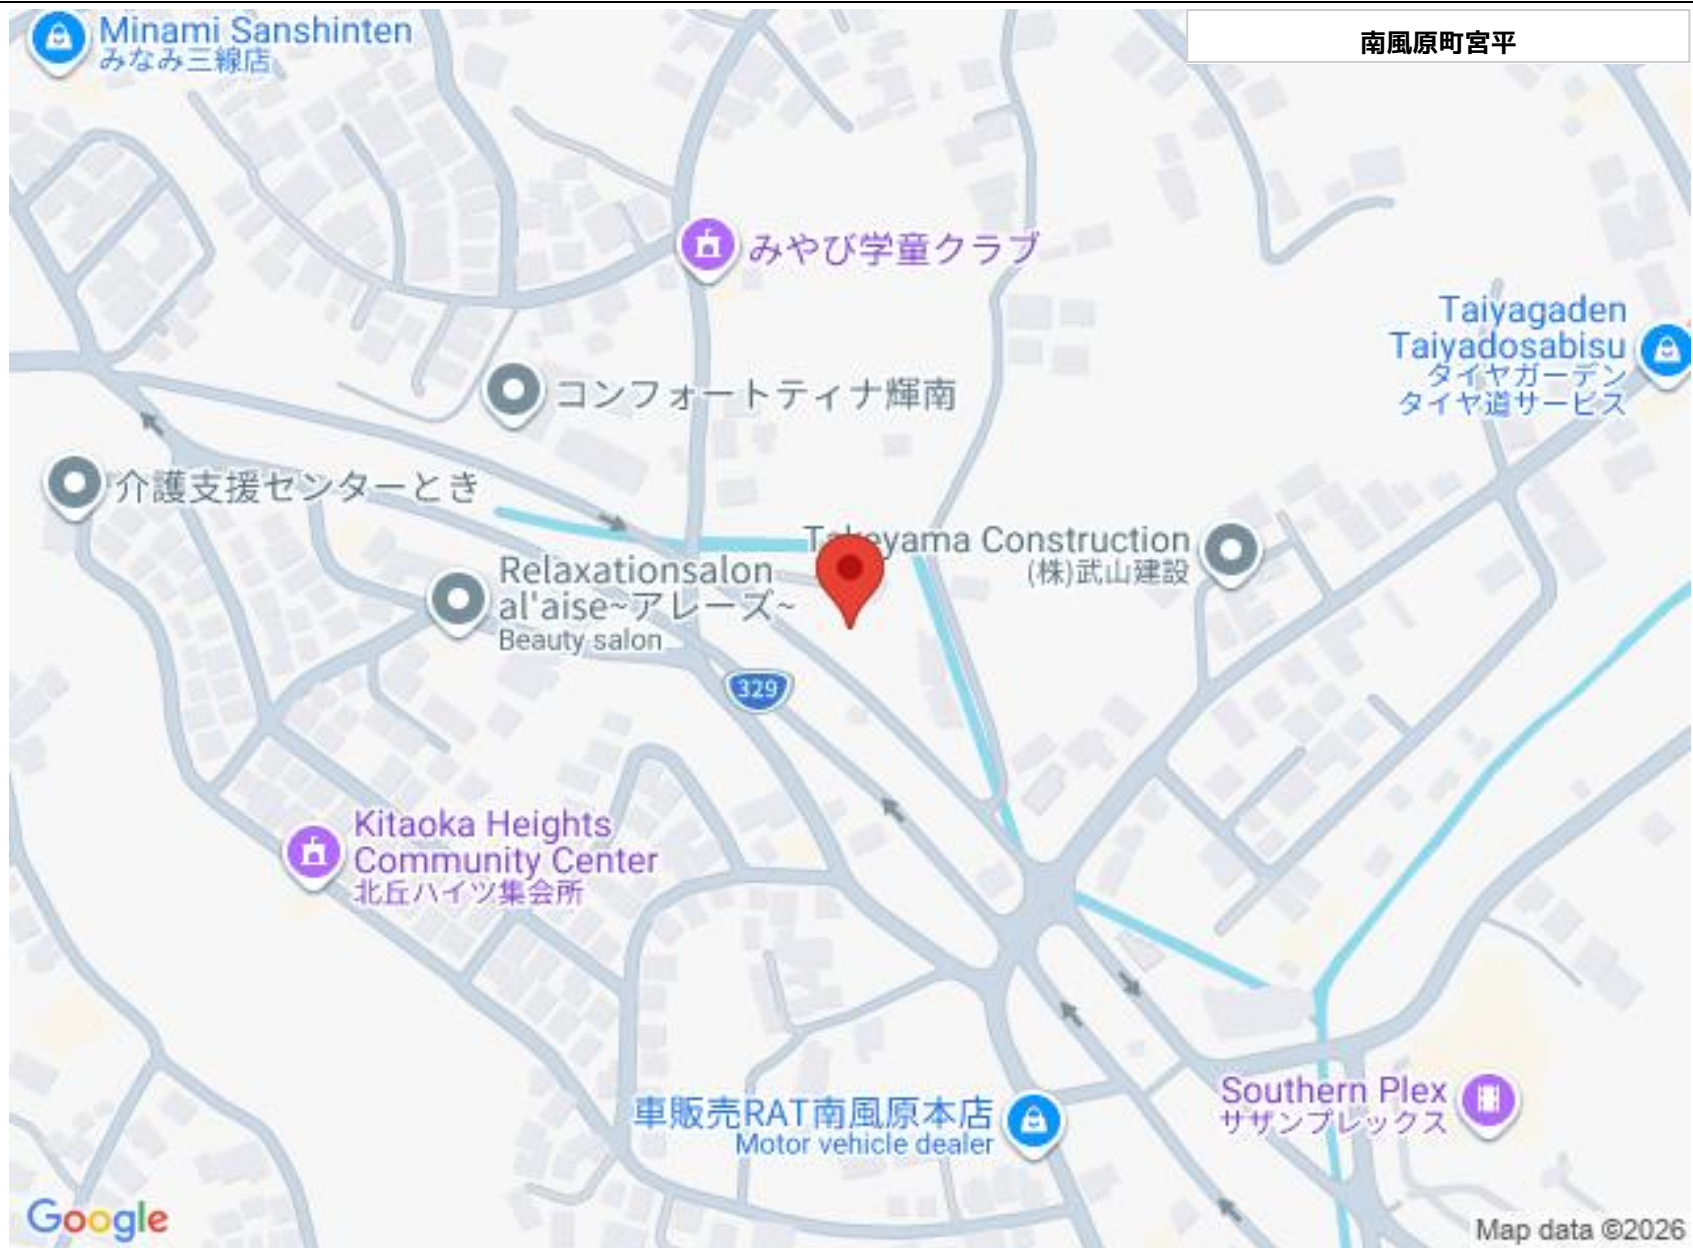 Minami Sanshinten
みなみ三線店
南風原町宮平
みやび学童クラブ
Taiyagaden
Taiyadosabisu
タイヤガーデン
タイヤ道サービス
コンフォートティナ輝南
介護支援センターとき
Takeyama Construction
(株)武山建設
Relaxationsalon
al'aise~アレーズ~
Beauty salon
329
Kitaoka Heights
Community Center
北丘ハイツ集会所
Southern Plex
サザンプレックス
車販売RAT南風原本店
Motor vehicle dealer
Google
Map data ©2026